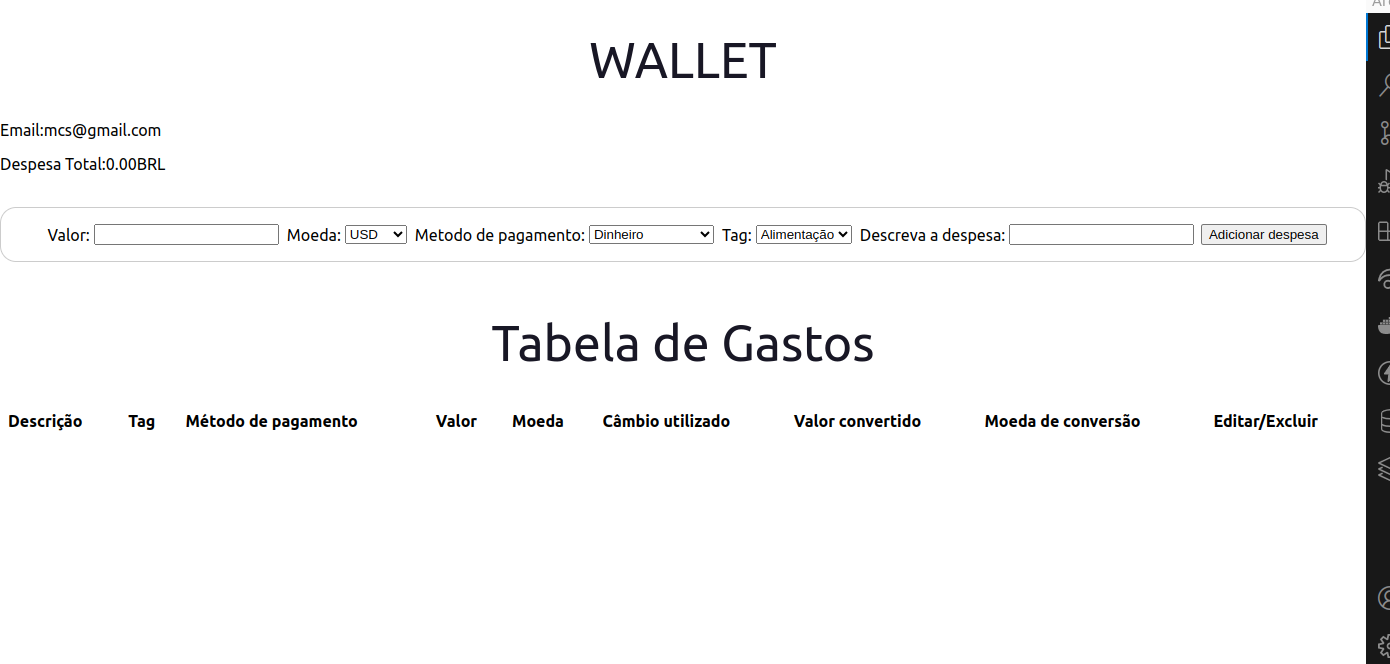 WALLET
Email:mcs@gmail.com
Despesa Total:0.00BRL
Valor: Moeda: USD Metodo de pagamento: Dinheiro Tag: Alimentação Descreva a despesa: Adicionar despesa
Tabela de Gastos
Descrição Tag Método de pagamento Valor Moeda Câmbio utilizado Valor convertido Moeda de conversão Editar/Excluir